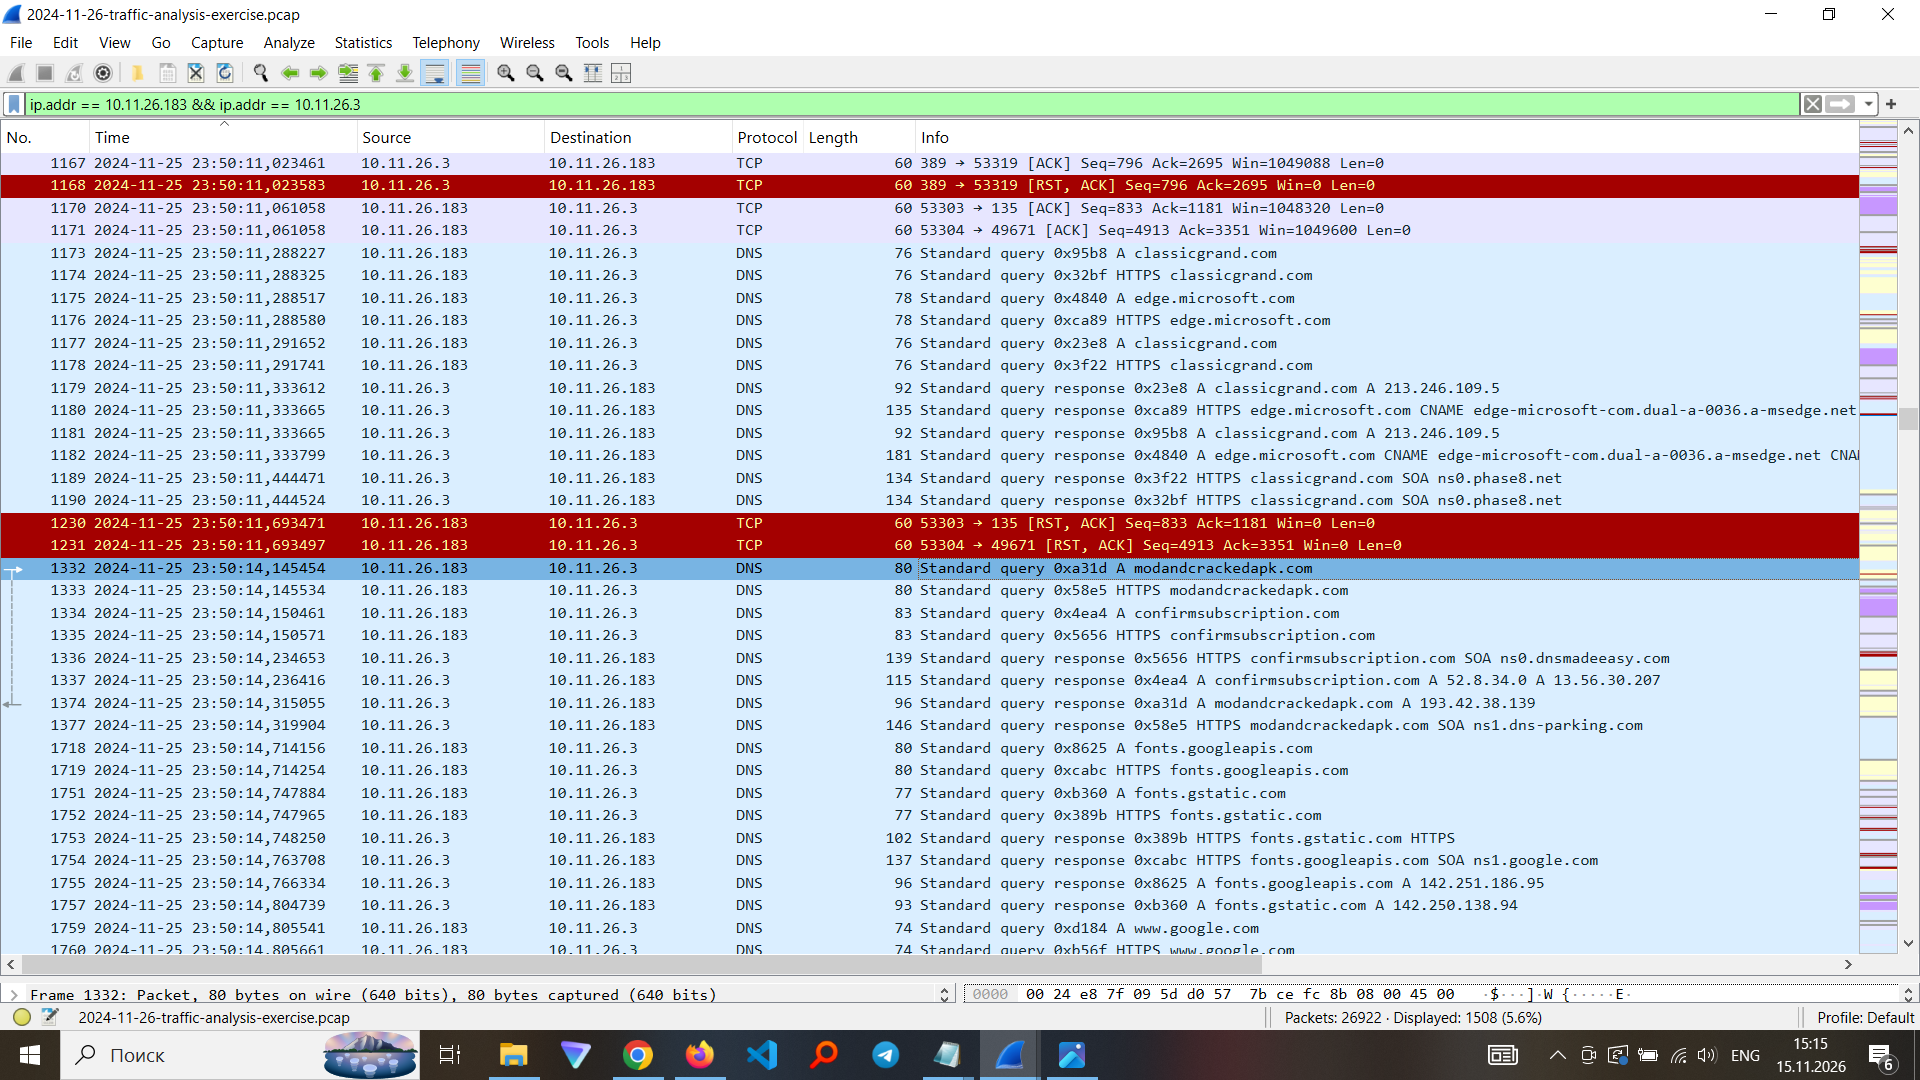 2024-11-26-traffic-analysis-exercise.pcap
File Edit View Go Capture Analyze Statistics Telephony Wireless Tools Help
ip.addr == 10.11.26.183 && ip.addr == 10.11.26.3
No. Time Source Destination Protocol Length Info
1167 2024-11-25 23:50:11,023461 10.11.26.3 10.11.26.183 TCP 60 389 → 53319 [ACK] Seq=796 Ack=2695 Win=1049088 Len=0
1168 2024-11-25 23:50:11,023583 10.11.26.3 10.11.26.183 TCP 60 389 → 53319 [RST, ACK] Seq=796 Ack=2695 Win=0 Len=0
1170 2024-11-25 23:50:11,061058 10.11.26.183 10.11.26.3 TCP 60 53303 → 135 [ACK] Seq=833 Ack=1181 Win=1048320 Len=0
1171 2024-11-25 23:50:11,061058 10.11.26.183 10.11.26.3 TCP 60 53304 → 49671 [ACK] Seq=4913 Ack=3351 Win=1049600 Len=0
1173 2024-11-25 23:50:11,288227 10.11.26.183 10.11.26.3 DNS 76 Standard query 0x95b8 A classicgrand.com
1174 2024-11-25 23:50:11,288325 10.11.26.183 10.11.26.3 DNS 76 Standard query 0x32bf HTTPS classicgrand.com
1175 2024-11-25 23:50:11,288517 10.11.26.183 10.11.26.3 DNS 78 Standard query 0x4840 A edge.microsoft.com
1176 2024-11-25 23:50:11,288580 10.11.26.183 10.11.26.3 DNS 78 Standard query 0xca89 HTTPS edge.microsoft.com
1177 2024-11-25 23:50:11,291652 10.11.26.183 10.11.26.3 DNS 76 Standard query 0x23e8 A classicgrand.com
1178 2024-11-25 23:50:11,291741 10.11.26.183 10.11.26.3 DNS 76 Standard query 0x3f22 HTTPS classicgrand.com
1179 2024-11-25 23:50:11,333612 10.11.26.3 10.11.26.183 DNS 92 Standard query response 0x23e8 A classicgrand.com A 213.246.109.5
1180 2024-11-25 23:50:11,333665 10.11.26.3 10.11.26.183 DNS 135 Standard query response 0xca89 HTTPS edge.microsoft.com CNAME edge-microsoft-com.dual-a-0036.a-msedge.net
1181 2024-11-25 23:50:11,333665 10.11.26.3 10.11.26.183 DNS 92 Standard query response 0x95b8 A classicgrand.com A 213.246.109.5
1182 2024-11-25 23:50:11,333799 10.11.26.3 10.11.26.183 DNS 181 Standard query response 0x4840 A edge.microsoft.com CNAME edge-microsoft-com.dual-a-0036.a-msedge.net CNA
1189 2024-11-25 23:50:11,444471 10.11.26.3 10.11.26.183 DNS 134 Standard query response 0x3f22 HTTPS classicgrand.com SOA ns0.phase8.net
1190 2024-11-25 23:50:11,444524 10.11.26.3 10.11.26.183 DNS 134 Standard query response 0x32bf HTTPS classicgrand.com SOA ns0.phase8.net
1230 2024-11-25 23:50:11,693471 10.11.26.183 10.11.26.3 TCP 60 53303 → 135 [RST, ACK] Seq=833 Ack=1181 Win=0 Len=0
1231 2024-11-25 23:50:11,693497 10.11.26.183 10.11.26.3 TCP 60 53304 → 49671 [RST, ACK] Seq=4913 Ack=3351 Win=0 Len=0
1332 2024-11-25 23:50:14,145454 10.11.26.183 10.11.26.3 DNS 80 Standard query 0xa31d A modandcrackedapk.com
1333 2024-11-25 23:50:14,145534 10.11.26.183 10.11.26.3 DNS 80 Standard query 0x58e5 HTTPS modandcrackedapk.com
1334 2024-11-25 23:50:14,150461 10.11.26.183 10.11.26.3 DNS 83 Standard query 0x4ea4 A confirmsubscription.com
1335 2024-11-25 23:50:14,150571 10.11.26.183 10.11.26.3 DNS 83 Standard query 0x5656 HTTPS confirmsubscription.com
1336 2024-11-25 23:50:14,234653 10.11.26.3 10.11.26.183 DNS 139 Standard query response 0x5656 HTTPS confirmsubscription.com SOA ns0.dnsmadeeasy.com
1337 2024-11-25 23:50:14,236416 10.11.26.3 10.11.26.183 DNS 115 Standard query response 0x4ea4 A confirmsubscription.com A 52.8.34.0 A 13.56.30.207
1374 2024-11-25 23:50:14,315055 10.11.26.3 10.11.26.183 DNS 96 Standard query response 0xa31d A modandcrackedapk.com A 193.42.38.139
1377 2024-11-25 23:50:14,319904 10.11.26.3 10.11.26.183 DNS 146 Standard query response 0x58e5 HTTPS modandcrackedapk.com SOA ns1.dns-parking.com
1718 2024-11-25 23:50:14,714156 10.11.26.183 10.11.26.3 DNS 80 Standard query 0x8625 A fonts.googleapis.com
1719 2024-11-25 23:50:14,714254 10.11.26.183 10.11.26.3 DNS 80 Standard query 0xcabc HTTPS fonts.googleapis.com
1751 2024-11-25 23:50:14,747884 10.11.26.183 10.11.26.3 DNS 77 Standard query 0xb360 A fonts.gstatic.com
1752 2024-11-25 23:50:14,747965 10.11.26.183 10.11.26.3 DNS 77 Standard query 0x389b HTTPS fonts.gstatic.com
1753 2024-11-25 23:50:14,748250 10.11.26.3 10.11.26.183 DNS 102 Standard query response 0x389b HTTPS fonts.gstatic.com HTTPS
1754 2024-11-25 23:50:14,763708 10.11.26.3 10.11.26.183 DNS 137 Standard query response 0xcabc HTTPS fonts.googleapis.com SOA ns1.google.com
1755 2024-11-25 23:50:14,766334 10.11.26.3 10.11.26.183 DNS 96 Standard query response 0x8625 A fonts.googleapis.com A 142.251.186.95
1757 2024-11-25 23:50:14,804739 10.11.26.3 10.11.26.183 DNS 93 Standard query response 0xb360 A fonts.gstatic.com A 142.250.138.94
1759 2024-11-25 23:50:14,805541 10.11.26.183 10.11.26.3 DNS 74 Standard query 0xd184 A www.google.com
1760 2024-11-25 23:50:14,805661 10.11.26.183 10.11.26.3 DNS 74 Standard query 0xb56f HTTPS www.google.com
Frame 1332: Packet, 80 bytes on wire (640 bits), 80 bytes captured (640 bits) 0000 00 24 e8 7f 09 5d d0 57 7b ce fc 8b 08 00 45 00 ·$···]·W {·····E·
2024-11-26-traffic-analysis-exercise.pcap Packets: 26922 · Displayed: 1508 (5.6%) Profile: Default
Поиск ENG 15:15
15.11.2026 6